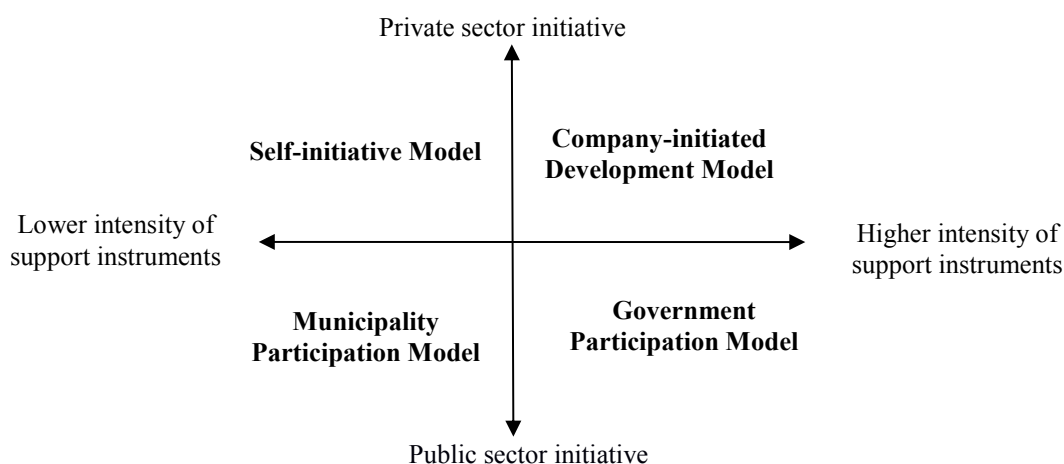 Private sector initiative
Self-initiative Model
Company-initiated
Development Model
Lower intensity of
support instruments
Higher intensity of
support instruments
Municipality
Participation Model
Government
Participation Model
Public sector initiative